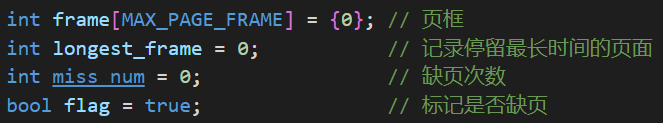 int frame[MAX_PAGE_FRAME] = {0}; // 页框
int longest_frame = 0; // 记录停留最长时间的页面
int miss_num = 0; // 缺页次数
bool flag = true; // 标记是否缺页